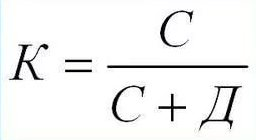 К = С / (С + Д)